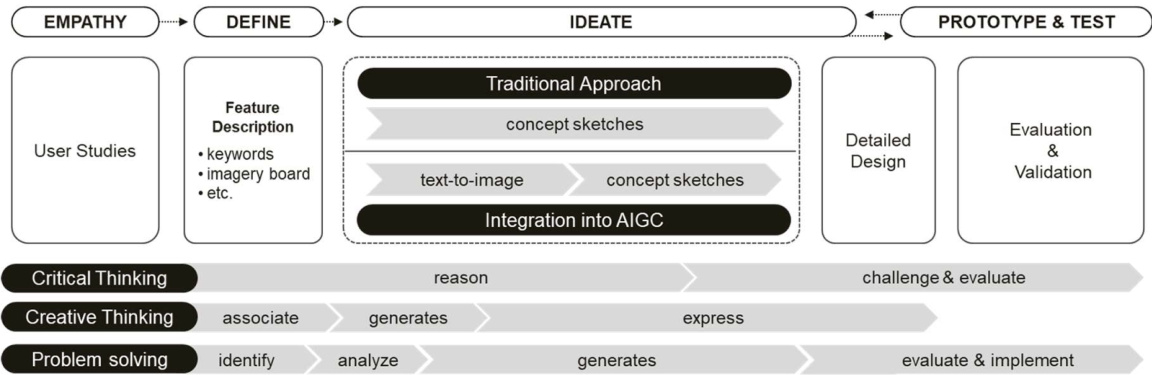 EMPATHY
DEFINE
IDEATE
PROTOTYPE & TEST
User Studies
Feature
Description
• keywords
• imagery board
• etc.
Traditional Approach
concept sketches
text-to-image
concept sketches
Integration into AIGC
Detailed
Design
Evaluation
&
Validation
Critical Thinking
reason
challenge & evaluate
Creative Thinking
associate
generates
express
Problem solving
identify
analyze
generates
evaluate & implement